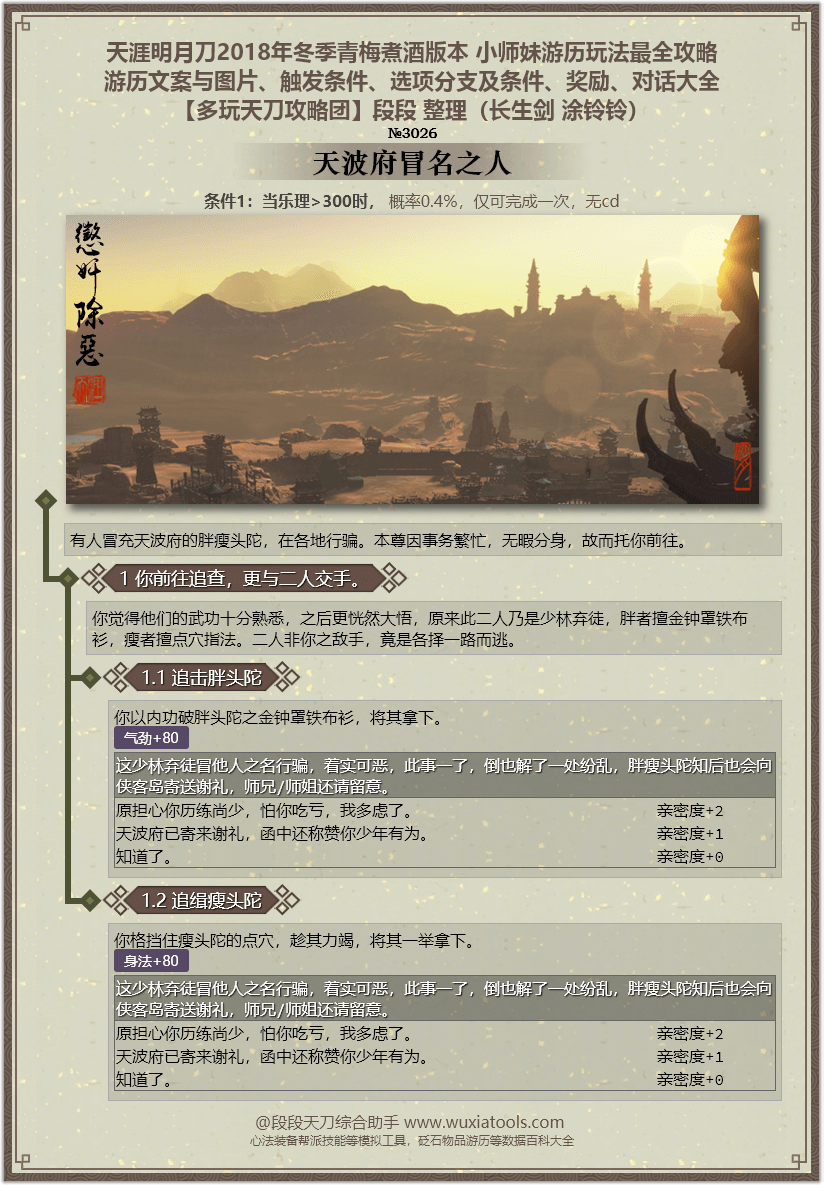 天涯明月刀2018年冬季青梅煮酒版本 小师妹游历玩法最全攻略
游历文案与图片、触发条件、选项分支及条件、奖励、对话大全
【多玩天刀攻略团】段段 整理（长生剑 涂铃铃）
№3026
天波府冒名之人
条件1：当乐理>300时， 概率0.4%，仅可完成一次，无cd
懲奸除惡
有人冒充天波府的胖瘦头陀，在各地行骗。本尊因事务繁忙，无暇分身，故而托你前往。
1 你前往追查，更与二人交手。
你觉得他们的武功十分熟悉，之后更恍然大悟，原来此二人乃是少林弃徒，胖者擅金钟罩铁布
衫，瘦者擅点穴指法。二人非你之敌手，竟是各择一路而逃。
1.1 追击胖头陀
你以内功破胖头陀之金钟罩铁布衫，将其拿下。
气劲+80
这少林弃徒冒他人之名行骗，着实可恶，此事一了，倒也解了一处纷乱，胖瘦头陀知后也会向
侠客岛寄送谢礼，师兄/师姐还请留意。
原担心你历练尚少，怕你吃亏，我多虑了。 亲密度+2
天波府已寄来谢礼，函中还称赞你少年有为。 亲密度+1
知道了。 亲密度+0
1.2 追缉瘦头陀
你格挡住瘦头陀的点穴，趁其力竭，将其一举拿下。
身法+80
这少林弃徒冒他人之名行骗，着实可恶，此事一了，倒也解了一处纷乱，胖瘦头陀知后也会向
侠客岛寄送谢礼，师兄/师姐还请留意。
原担心你历练尚少，怕你吃亏，我多虑了。 亲密度+2
天波府已寄来谢礼，函中还称赞你少年有为。 亲密度+1
知道了。 亲密度+0
@段段天刀综合助手 www.wuxiatools.com
心法装备帮派技能等模拟工具，砭石物品游历等数据百科大全